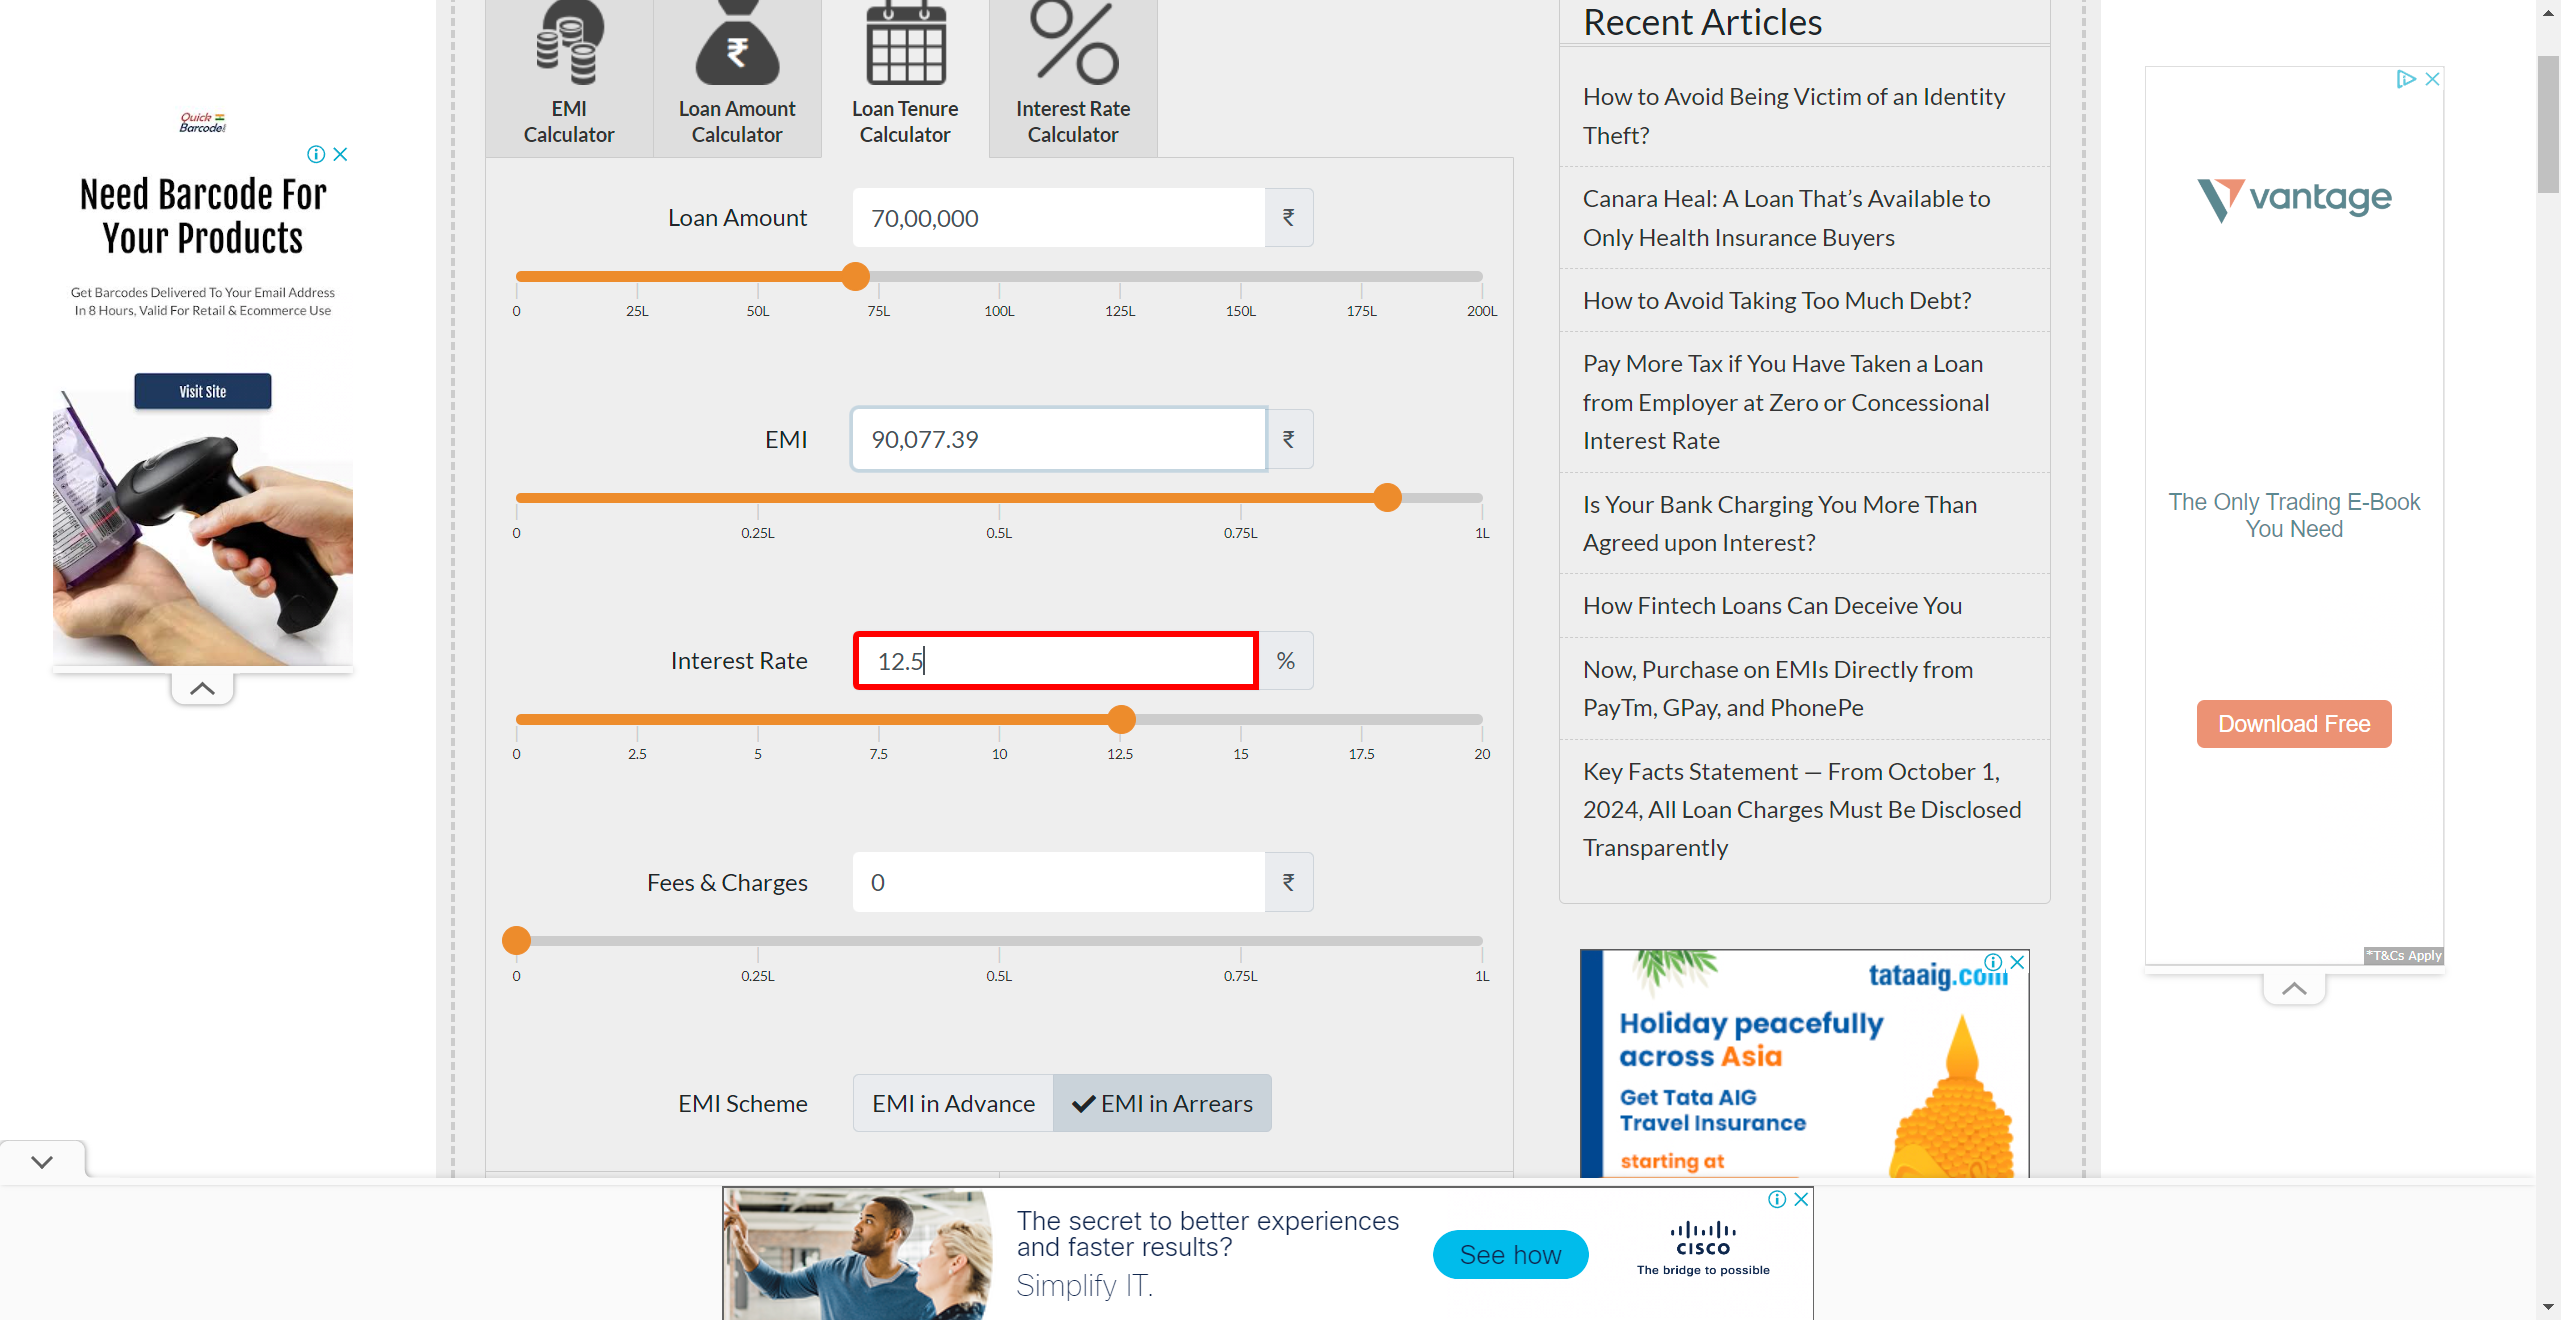 Quick
Barcode
Need Barcode For
Your Products
Get Barcodes Delivered To Your Email Address
In 8 Hours, Valid For Retail & Ecommerce Use
Visit Site
EMI
Calculator
Loan Amount
Calculator
Loan Tenure
Calculator
Interest Rate
Calculator
Loan Amount
70,00,000
₹
0
25L
50L
75L
100L
125L
150L
175L
200L
EMI
90,077.39
₹
0
0.25L
0.5L
0.75L
1L
Interest Rate
12.5
%
0
2.5
5
7.5
10
12.5
15
17.5
20
Fees & Charges
0
₹
0
0.25L
0.5L
0.75L
1L
EMI Scheme
EMI in Advance
EMI in Arrears
Recent Articles
How to Avoid Being Victim of an Identity
Theft?
Canara Heal: A Loan That’s Available to
Only Health Insurance Buyers
How to Avoid Taking Too Much Debt?
Pay More Tax if You Have Taken a Loan
from Employer at Zero or Concessional
Interest Rate
Is Your Bank Charging You More Than
Agreed upon Interest?
How Fintech Loans Can Deceive You
Now, Purchase on EMIs Directly from
PayTm, GPay, and PhonePe
Key Facts Statement — From October 1,
2024, All Loan Charges Must Be Disclosed
Transparently
tataaig.com
Holiday peacefully
across Asia
Get Tata AIG
Travel Insurance
starting at
vantage
The Only Trading E-Book
You Need
Download Free
*T&Cs Apply
The secret to better experiences
and faster results?
Simplify IT.
See how
CISCO
The bridge to possible